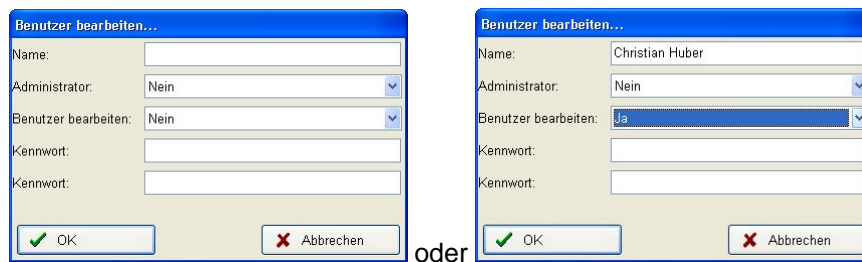 Benutzer bearbeiten...
Name:
Administrator: Nein
Benutzer bearbeiten: Nein
Kennwort:
Kennwort:
OK Abbrechen
oder
Benutzer bearbeiten...
Name: Christian Huber
Administrator: Nein
Benutzer bearbeiten: Ja
Kennwort:
Kennwort:
OK Abbrechen